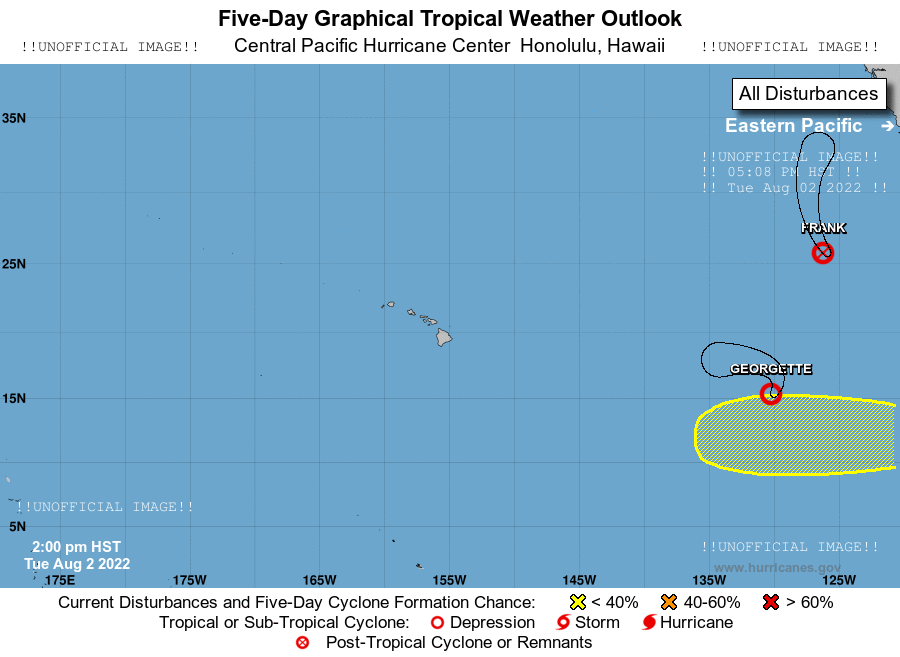 Five-Day Graphical Tropical Weather Outlook
!!UNOFFICIAL IMAGE!! Central Pacific Hurricane Center Honolulu, Hawaii !!UNOFFICIAL IMAGE!!
All Disturbances
35N
Eastern Pacific ➔
!!UNOFFICIAL IMAGE!!
!! 05:08 PM HST !!
!! Tue Aug 02 2022 !!
FRANK
25N
GEORGETTE
15N
!!UNOFFICIAL IMAGE!!
5N
2:00 pm HST
Tue Aug 2 2022
!!UNOFFICIAL IMAGE!!
www.hurricanes.gov
175E 175W 165W 155W 145W 135W 125W
Current Disturbances and Five-Day Cyclone Formation Chance: < 40% 40-60% > 60%
Tropical or Sub-Tropical Cyclone: Depression Storm Hurricane
Post-Tropical Cyclone or Remnants